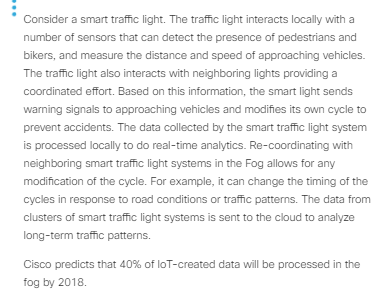 Consider a smart traffic light. The traffic light interacts locally with a
number of sensors that can detect the presence of pedestrians and
bikers, and measure the distance and speed of approaching vehicles.
The traffic light also interacts with neighboring lights providing a
coordinated effort. Based on this information, the smart light sends
warning signals to approaching vehicles and modifies its own cycle to
prevent accidents. The data collected by the smart traffic light system
is processed locally to do real-time analytics. Re-coordinating with
neighboring smart traffic light systems in the Fog allows for any
modification of the cycle. For example, it can change the timing of the
cycles in response to road conditions or traffic patterns. The data from
clusters of smart traffic light systems is sent to the cloud to analyze
long-term traffic patterns.
Cisco predicts that 40% of IoT-created data will be processed in the
fog by 2018.